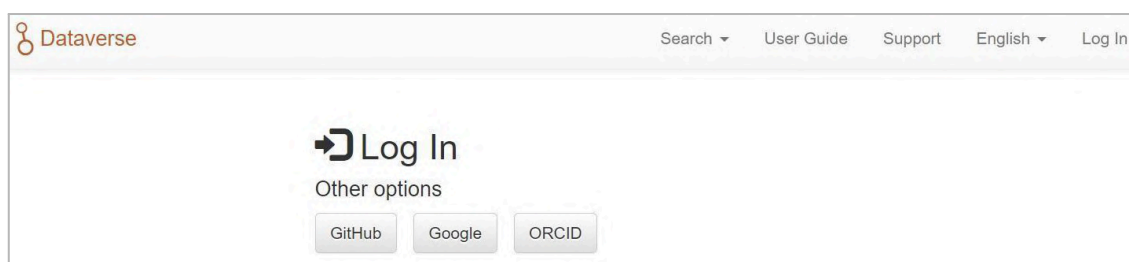 Dataverse Search User Guide Support English Log In
Log In
Other options
GitHub Google ORCID